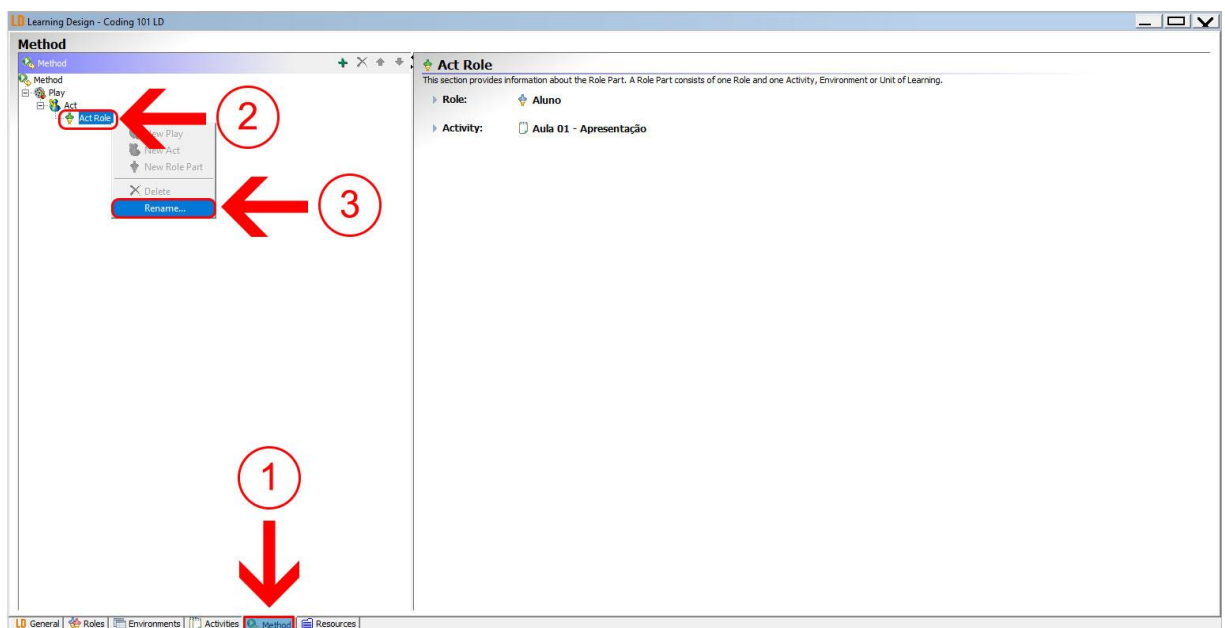 LD Learning Design - Coding 101 LD
Method
Method
Method
Play
Act
Act Role
2
New Play
New Act
New Role Part
Delete
Rename...
3
1
Act Role
This section provides information about the Role Part. A Role Part consists of one Role and one Activity, Environment or Unit of Learning.
Role: Aluno
Activity: Aula 01 - Apresentação
LD General Roles Environments Activities Method Resources